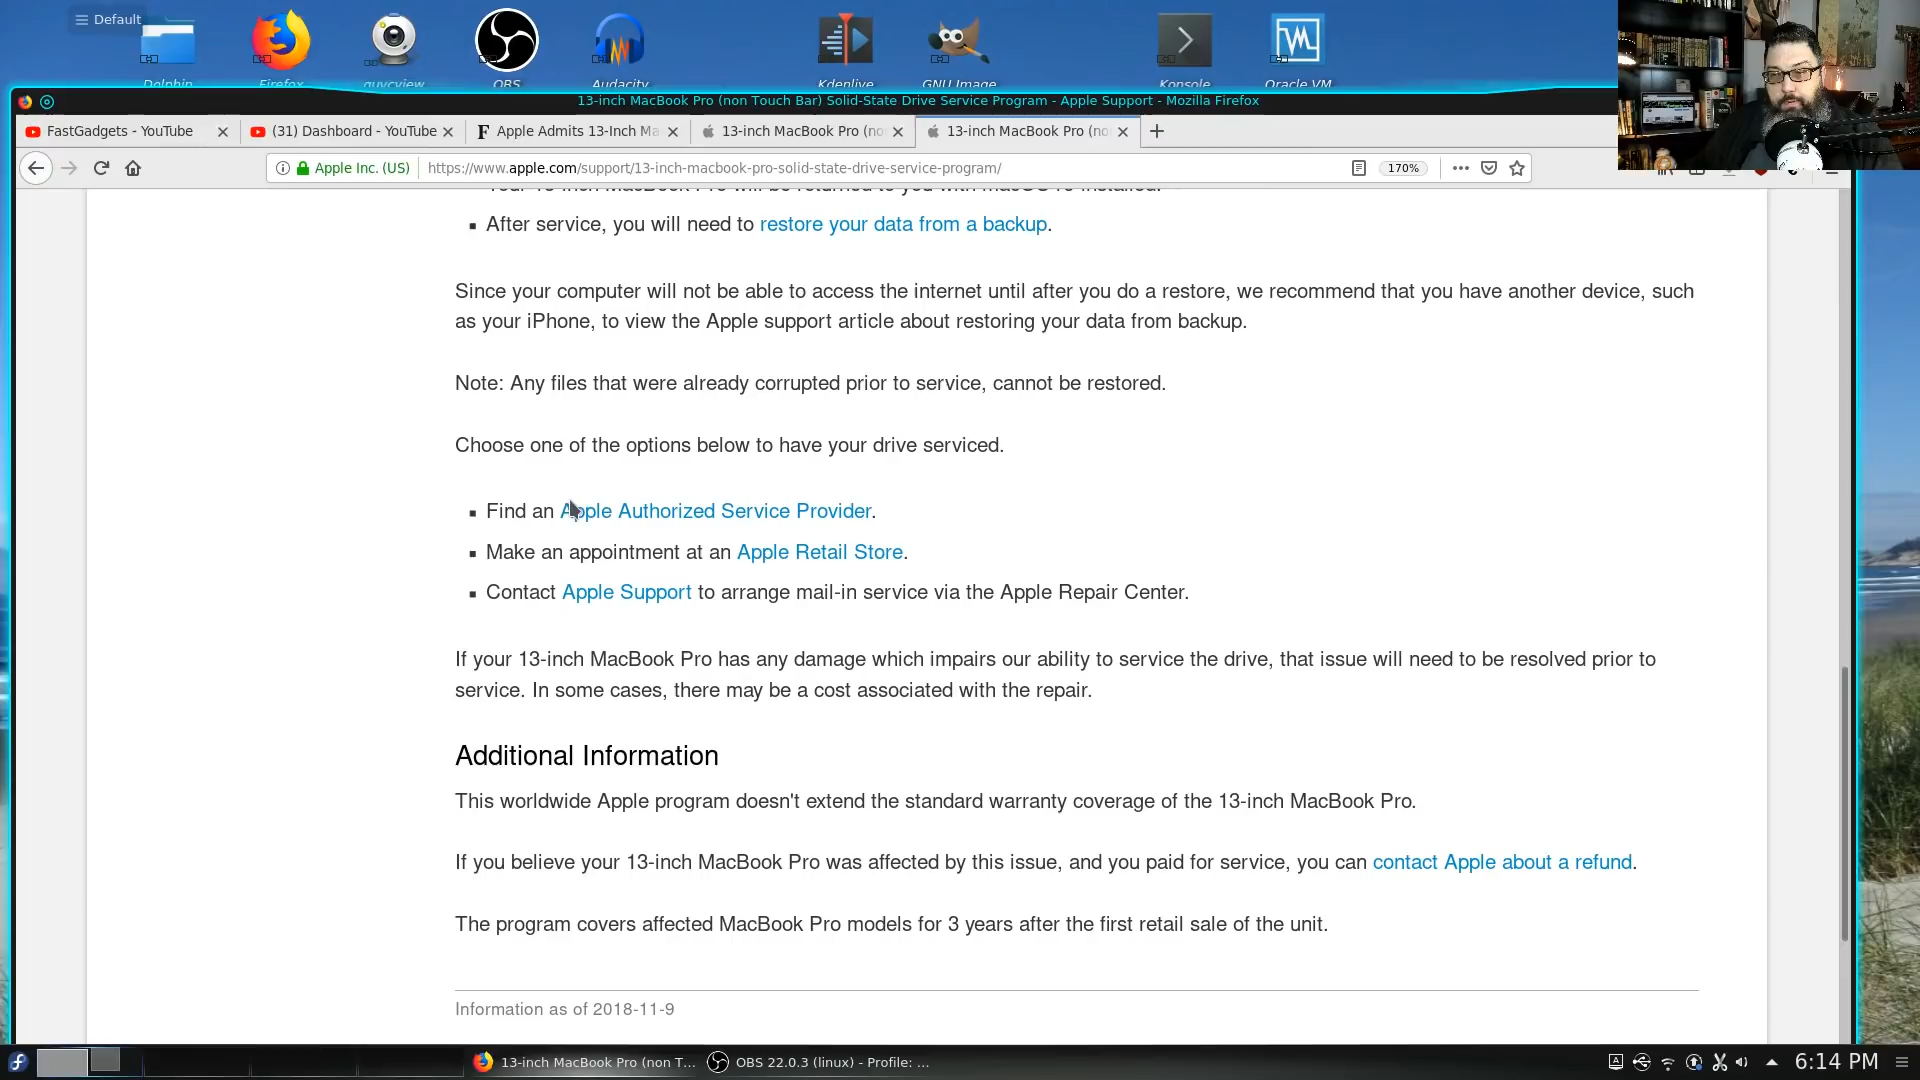 Default
Dolphin
Firefox
guvcview
OBS
Audacity
Kdenlive
GNU Image
Konsole
Oracle VM
13-inch MacBook Pro (non Touch Bar) Solid-State Drive Service Program - Apple Support - Mozilla Firefox
FastGadgets - YouTube
(31) Dashboard - YouTube
Apple Admits 13-Inch Ma
13-inch MacBook Pro (no
13-inch MacBook Pro (no
Apple Inc. (US)
https://www.apple.com/support/13-inch-macbook-pro-solid-state-drive-service-program/
170%
Your 13-inch MacBook Pro will be returned to you with macOS re-installed.
▪ After service, you will need to restore your data from a backup.
Since your computer will not be able to access the internet until after you do a restore, we recommend that you have another device, such
as your iPhone, to view the Apple support article about restoring your data from backup.
Note: Any files that were already corrupted prior to service, cannot be restored.
Choose one of the options below to have your drive serviced.
▪ Find an Apple Authorized Service Provider.
▪ Make an appointment at an Apple Retail Store.
▪ Contact Apple Support to arrange mail-in service via the Apple Repair Center.
If your 13-inch MacBook Pro has any damage which impairs our ability to service the drive, that issue will need to be resolved prior to
service. In some cases, there may be a cost associated with the repair.
Additional Information
This worldwide Apple program doesn't extend the standard warranty coverage of the 13-inch MacBook Pro.
If you believe your 13-inch MacBook Pro was affected by this issue, and you paid for service, you can contact Apple about a refund.
The program covers affected MacBook Pro models for 3 years after the first retail sale of the unit.
Information as of 2018-11-9
13-inch MacBook Pro (non T...
OBS 22.0.3 (linux) - Profile: ...
6:14 PM